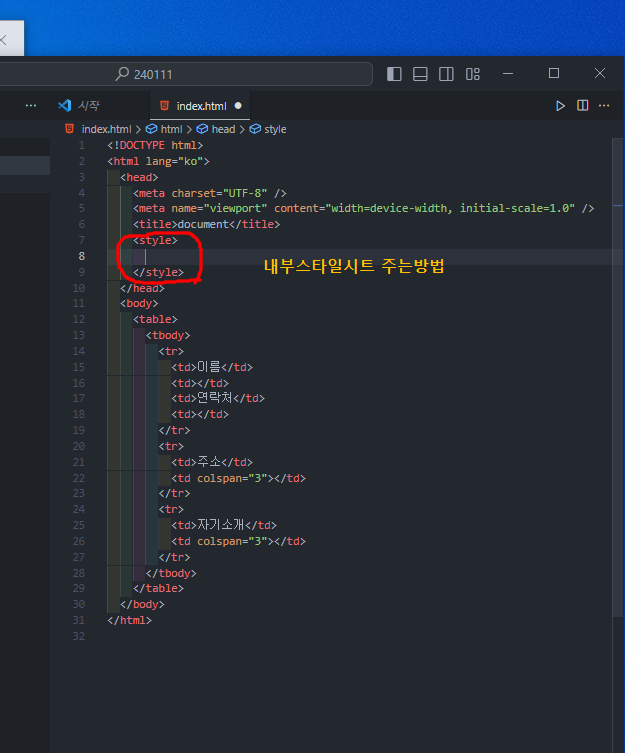 240111
시작
index.html
index.html > html > head > style
1 <!DOCTYPE html>
2 <html lang="ko">
3 <head>
4 <meta charset="UTF-8" />
5 <meta name="viewport" content="width=device-width, initial-scale=1.0" />
6 <title>document</title>
7 <style>
8
9 </style>
내부스타일시트 주는방법
10 </head>
11 <body>
12 <table>
13 <tbody>
14 <tr>
15 <td>이름</td>
16 <td></td>
17 <td>연락처</td>
18 <td></td>
19 </tr>
20 <tr>
21 <td>주소</td>
22 <td colspan="3"></td>
23 </tr>
24 <tr>
25 <td>자기소개</td>
26 <td colspan="3"></td>
27 </tr>
28 </tbody>
29 </table>
30 </body>
31 </html>
32